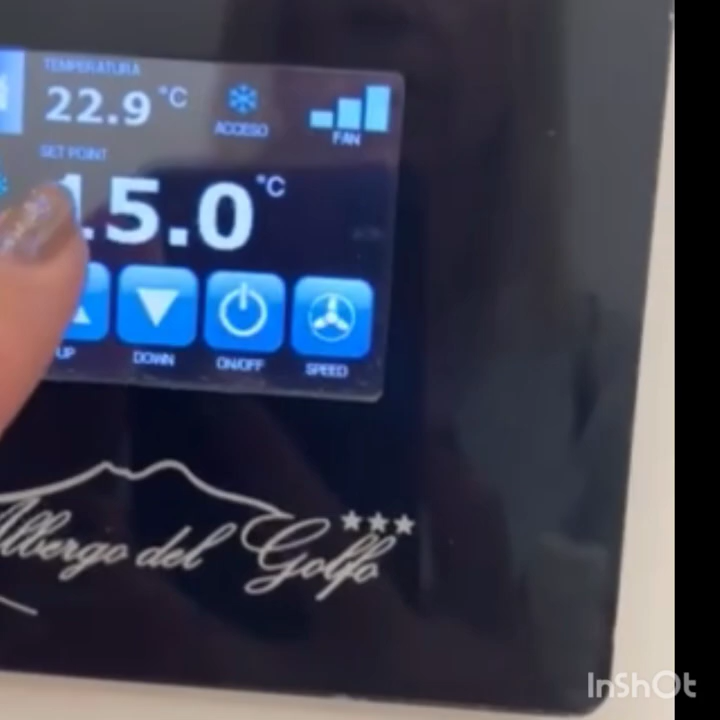 TEMPERATURA
22.9 °C
ACCESO
FAN
SET POINT
15.0 °C
UP
DOWN
ON/OFF
SPEED
Albergo del Golfo
InShOt